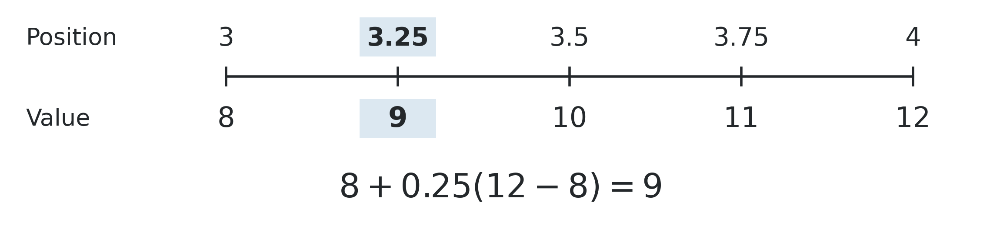 Position 3 3.25 3.5 3.75 4
Value 8 9 10 11 12
8 + 0.25(12 − 8) = 9